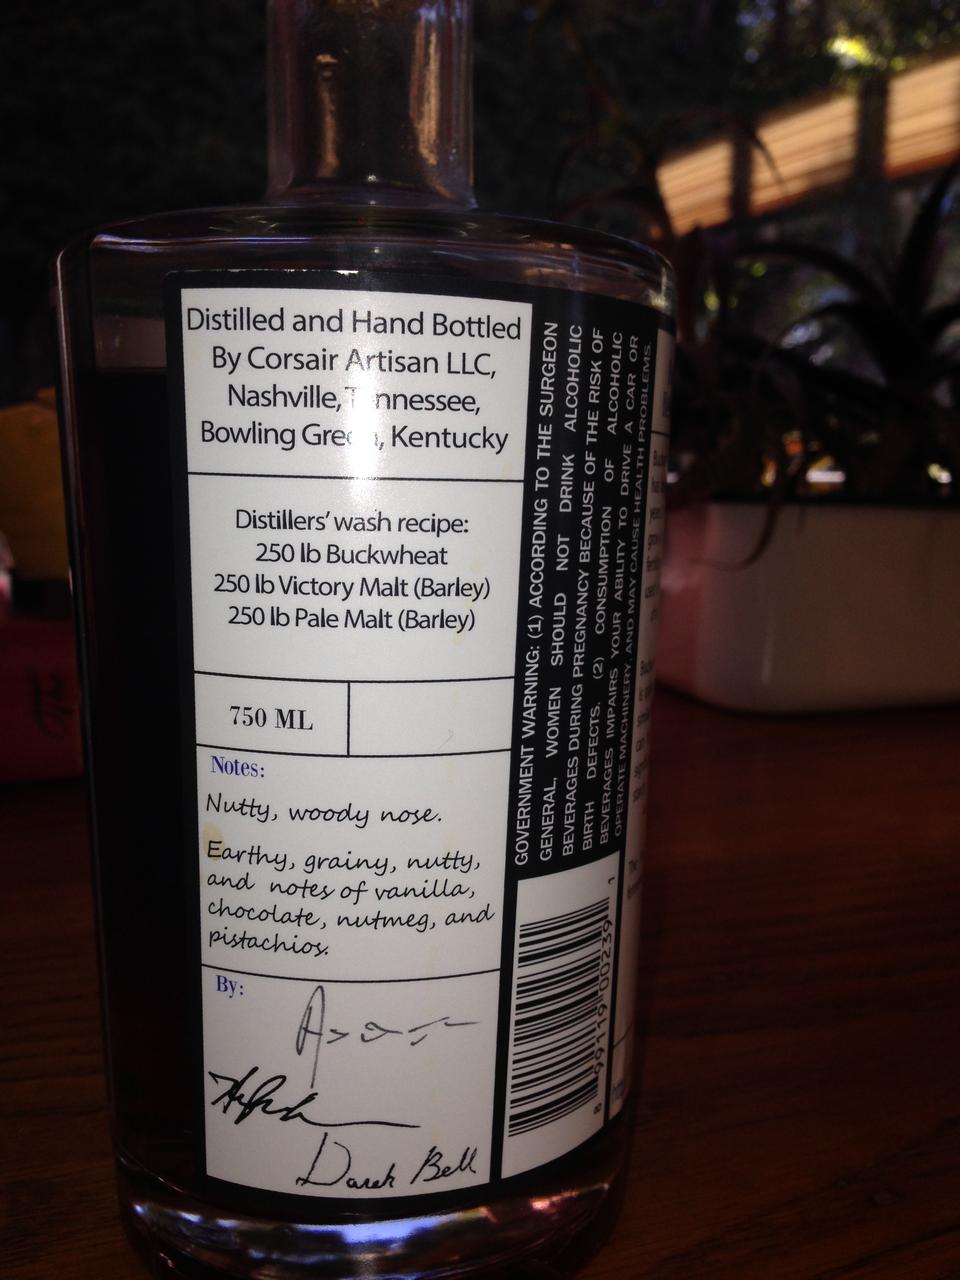 Distilled and Hand Bottled
By Corsair Artisan LLC,
Nashville, Tennessee,
Bowling Green, Kentucky
Distillers' wash recipe:
250 lb Buckwheat
250 lb Victory Malt (Barley)
250 lb Pale Malt (Barley)
750 ML
Notes:
Nutty, woody nose.
Earthy, grainy, nutty,
and notes of vanilla,
chocolate, nutmeg, and
pistachios.
By:
Darek Bell
GOVERNMENT WARNING: (1) ACCORDING TO THE SURGEON
GENERAL, WOMEN SHOULD NOT DRINK ALCOHOLIC
BEVERAGES DURING PREGNANCY BECAUSE OF THE RISK OF
BIRTH DEFECTS. (2) CONSUMPTION OF ALCOHOLIC
BEVERAGES IMPAIRS YOUR ABILITY TO DRIVE A CAR OR
OPERATE MACHINERY, AND MAY CAUSE HEALTH PROBLEMS.
8 99119 00239 1